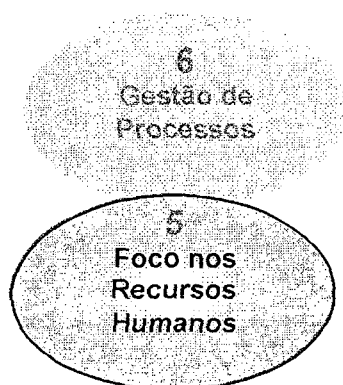 6
Gestão de
Processos
5
Foco nos
Recursos
Humanos